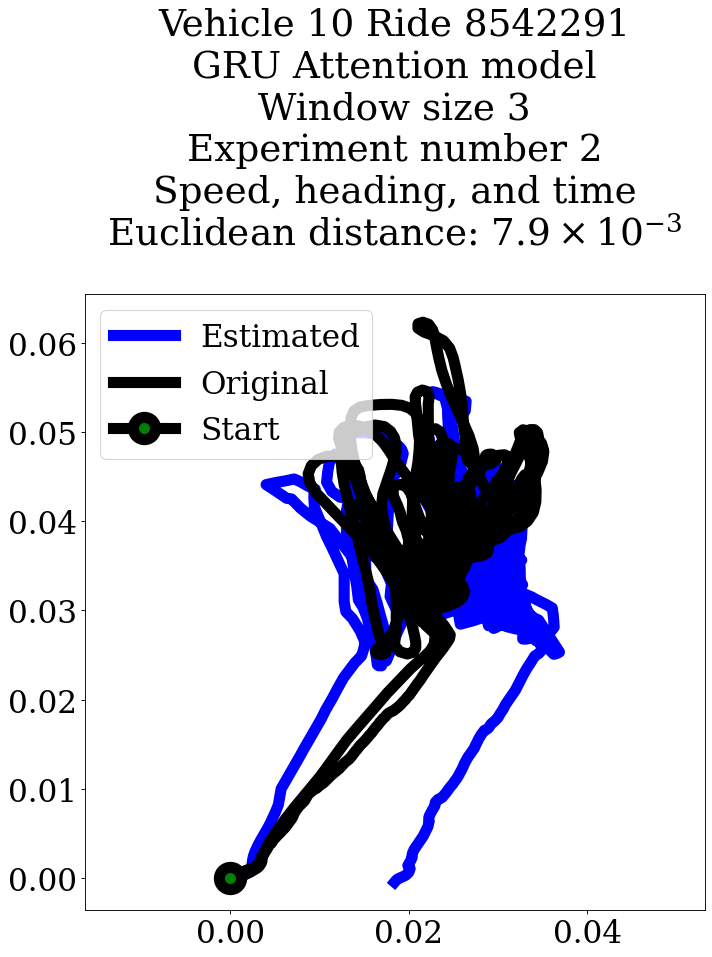 Vehicle 10 Ride 8542291
GRU Attention model
Window size 3
Experiment number 2
Speed, heading, and time
Euclidean distance: 7.9 × 10⁻³
Estimated
Original
Start
0.06
0.05
0.04
0.03
0.02
0.01
0.00
0.00 0.02 0.04